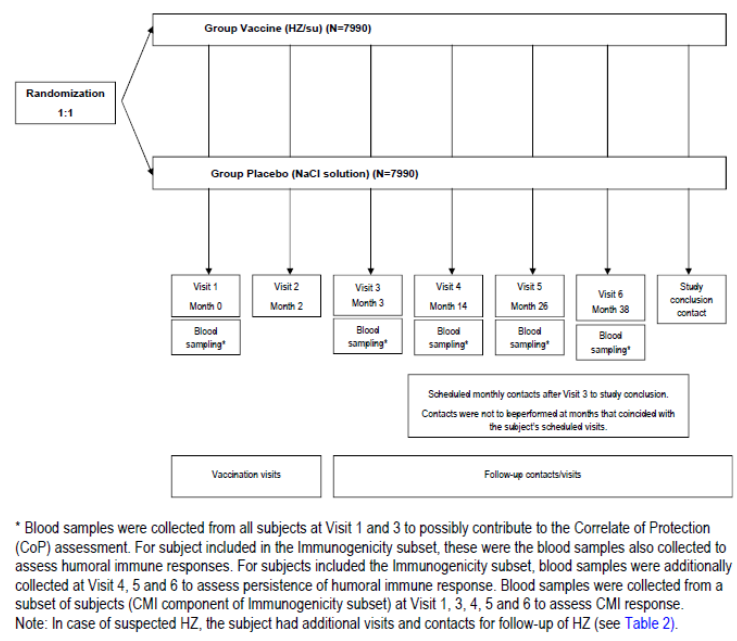 Group Vaccine (HZ/su) (N=7990)
Randomization
1:1
Group Placebo (NaCl solution) (N=7990)
Visit 1
Month 0
Blood
sampling*
Visit 2
Month 2
Visit 3
Month 3
Blood
sampling*
Visit 4
Month 14
Blood
sampling*
Visit 5
Month 26
Blood
sampling*
Visit 6
Month 38
Blood
sampling*
Study
conclusion
contact
Scheduled monthly contacts after Visit 3 to study conclusion.
Contacts were not to beperformed at months that coincided with
the subject's scheduled visits.
Vaccination visits
Follow-up contacts/visits
* Blood samples were collected from all subjects at Visit 1 and 3 to possibly contribute to the Correlate of Protection
(CoP) assessment. For subject included in the Immunogenicity subset, these were the blood samples also collected to
assess humoral immune responses. For subjects included the Immunogenicity subset, blood samples were additionally
collected at Visit 4, 5 and 6 to assess persistence of humoral immune response. Blood samples were collected from a
subset of subjects (CMI component of Immunogenicity subset) at Visit 1, 3, 4, 5 and 6 to assess CMI response.
Note: In case of suspected HZ, the subject had additional visits and contacts for follow-up of HZ (see Table 2).